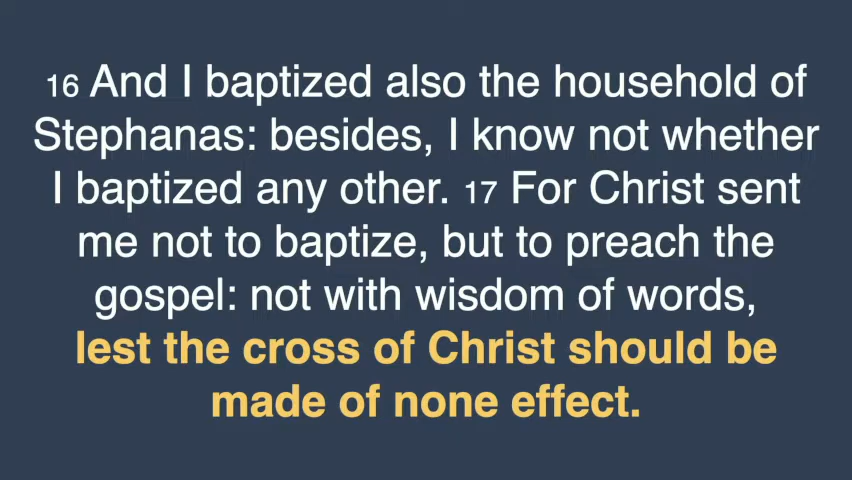 16 And I baptized also the household of
Stephanas: besides, I know not whether
I baptized any other. 17 For Christ sent
me not to baptize, but to preach the
gospel: not with wisdom of words,
lest the cross of Christ should be
made of none effect.